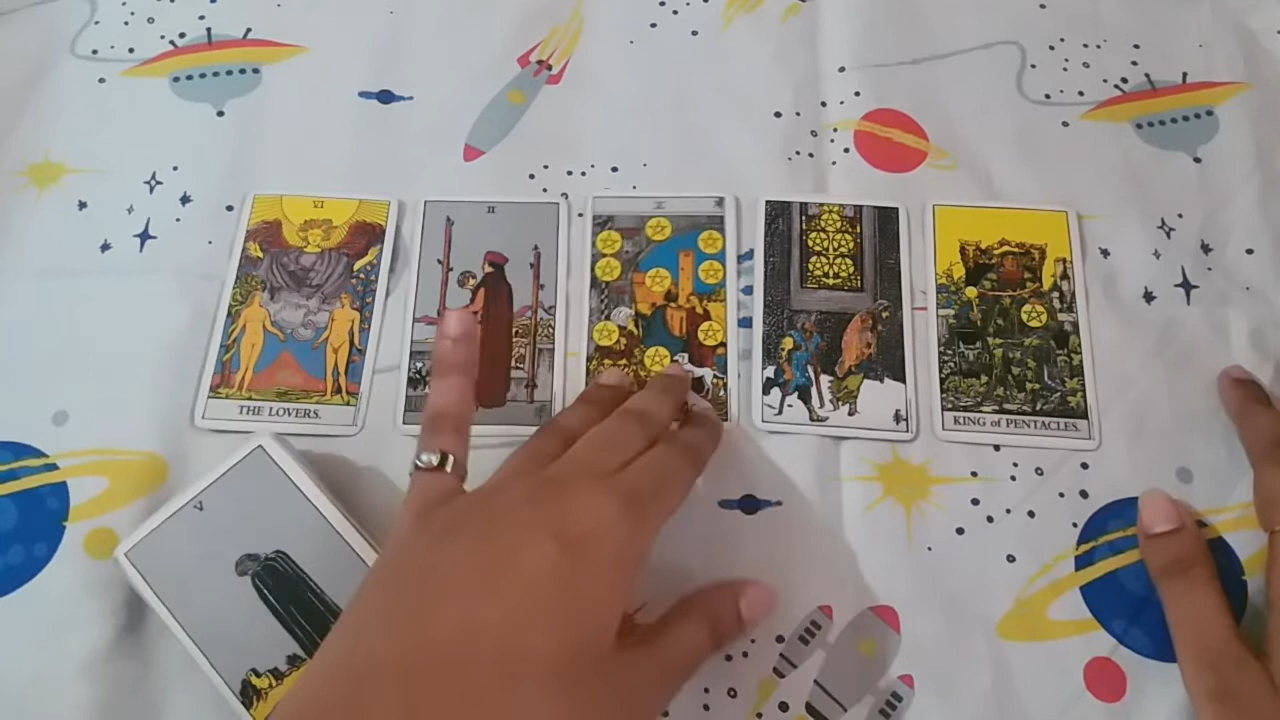 VI
II
X
THE LOVERS.
KING of PENTACLES.
V